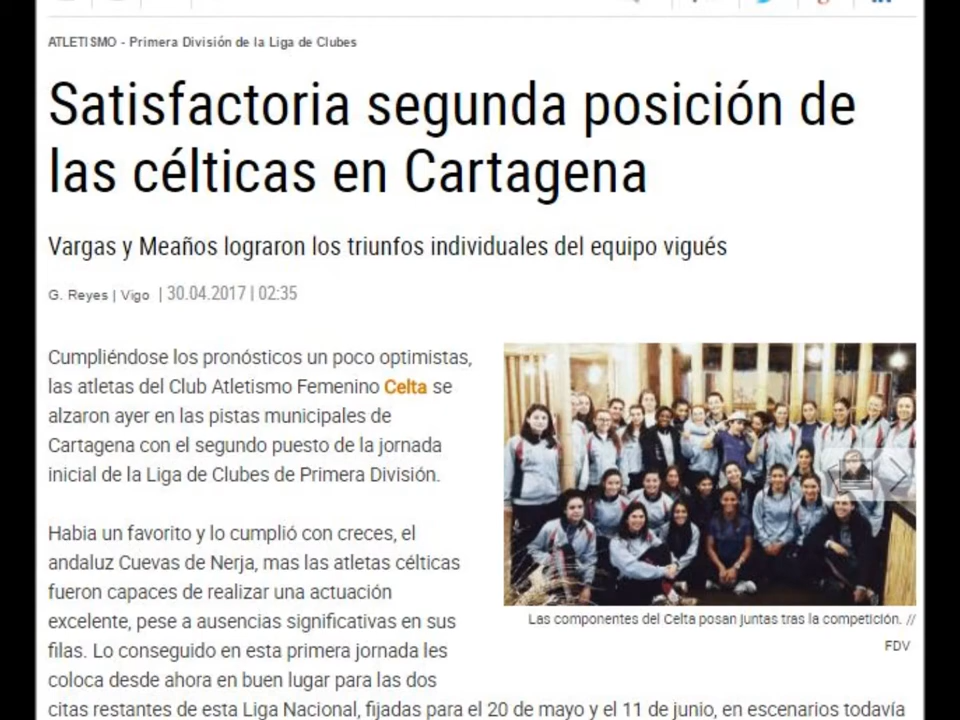 ATLETISMO - Primera División de la Liga de Clubes
Satisfactoria segunda posición de
las célticas en Cartagena
Vargas y Meaños lograron los triunfos individuales del equipo vigués
G. Reyes | Vigo | 30.04.2017 | 02:35
Cumpliéndose los pronósticos un poco optimistas,
las atletas del Club Atletismo Femenino Celta se
alzaron ayer en las pistas municipales de
Cartagena con el segundo puesto de la jornada
inicial de la Liga de Clubes de Primera División.
Habia un favorito y lo cumplió con creces, el
andaluz Cuevas de Nerja, mas las atletas célticas
fueron capaces de realizar una actuación
excelente, pese a ausencias significativas en sus
filas. Lo conseguido en esta primera jornada les
coloca desde ahora en buen lugar para las dos
citas restantes de esta Liga Nacional, fijadas para el 20 de mayo y el 11 de junio, en escenarios todavía
Las componentes del Celta posan juntas tras la competición. //
FDV